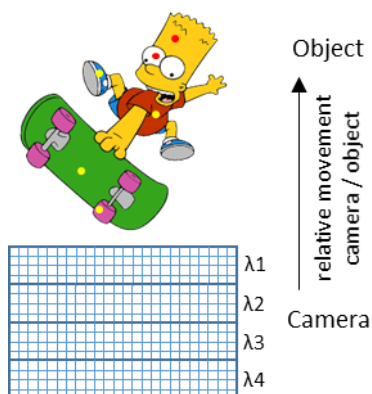 Object
relative movement
camera / object
λ1
λ2
λ3
λ4
Camera